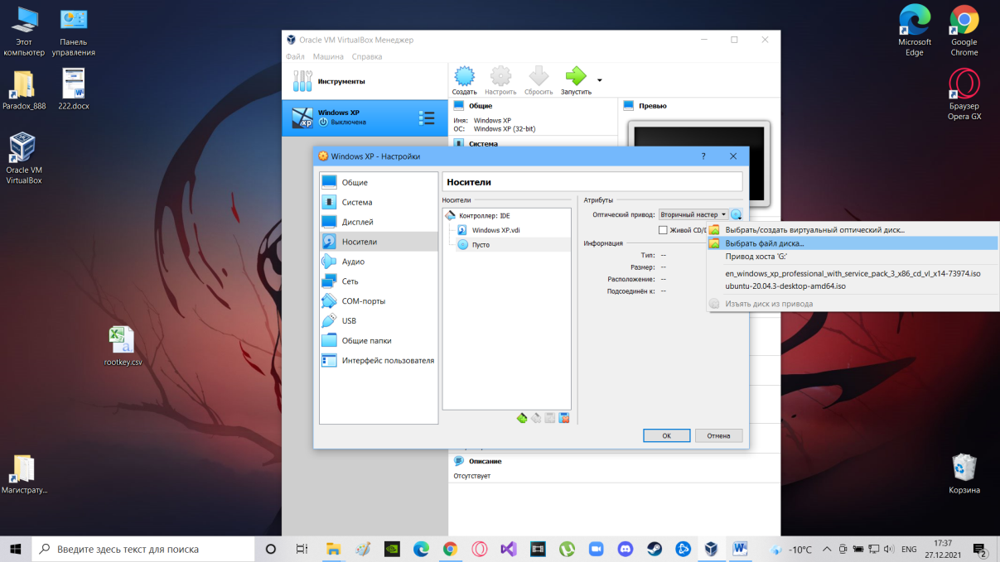 Этот
компьютер
Панель
управления
Paradox_888
222.docx
Oracle VM
VirtualBox
rootkey.csv
Магистрату...
Microsoft
Edge
Google
Chrome
Браузер
Opera GX
Корзина
Oracle VM VirtualBox Менеджер
Файл Машина Справка
Инструменты
Создать Настроить Сбросить Запустить
Windows XP
Выключена
Общие
Имя: Windows XP
ОС: Windows XP (32-bit)
Система
Превью
Windows XP - Настройки
Общие
Система
Дисплей
Носители
Аудио
Сеть
COM-порты
USB
Общие папки
Интерфейс пользователя
Носители
Носители
Контроллер: IDE
Windows XP.vdi
Пусто
Атрибуты
Оптический привод: Вторичный мастер
Живой CD/D
Информация
Тип: --
Размер: --
Расположение: --
Подсоединён к: --
OK Отмена
Выбрать/создать виртуальный оптический диск...
Выбрать файл диска...
Привод хоста 'G:'
en_windows_xp_professional_with_service_pack_3_x86_cd_vl_x14-73974.iso
ubuntu-20.04.3-desktop-amd64.iso
Изъять диск из привода
Описание
Отсутствует
Введите здесь текст для поиска
-10°C
ENG
17:37
27.12.2021
2